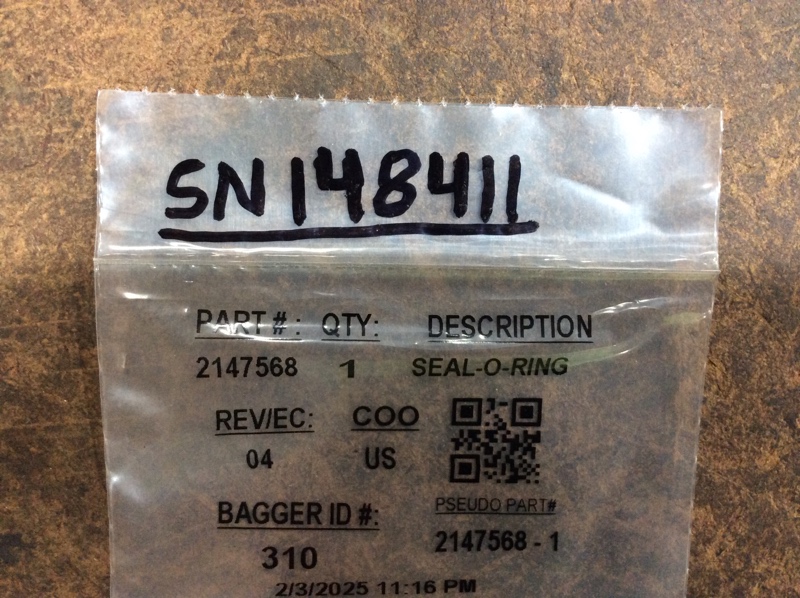 SN148411
PART #: QTY: DESCRIPTION
2147568 1 SEAL-O-RING
REV/EC: COO
04 US
BAGGER ID #: PSEUDO PART#
310 2147568 - 1
2/3/2025 11:16 PM